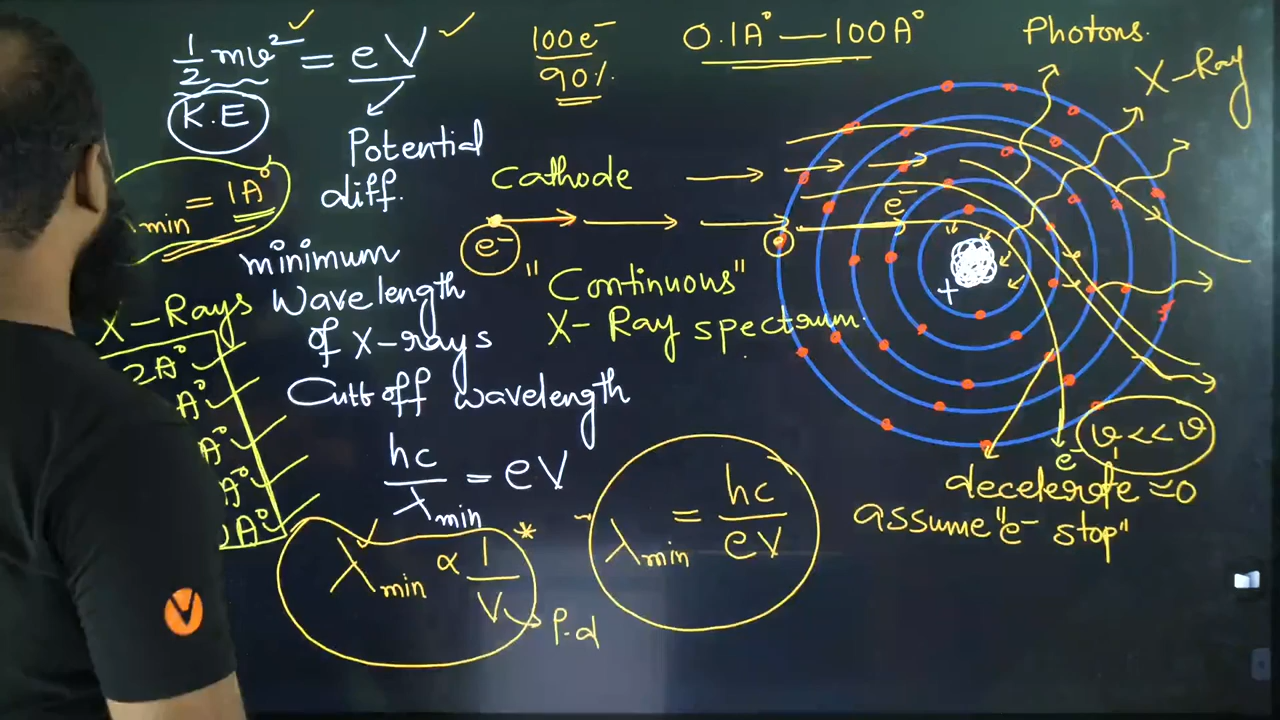 ½mv² = eV
K.E
Potential
diff.
100e⁻
90%
0.1A° — 100A°
Photons.
X-Ray
min = 1A°
Cathode
e⁻
e⁻
e
+
"Continuous"
X-Ray spectrum.
minimum
Wavelength
of X-rays
Cutt off wavelength
X-Rays
2A°
A°
A°
A°
A°
hc/λmin = eV
λmin ∝ 1/V *
P.d
λmin = hc/eV
v' << v
e⁻
decelerate ≈0
assume "e⁻ stop"
V